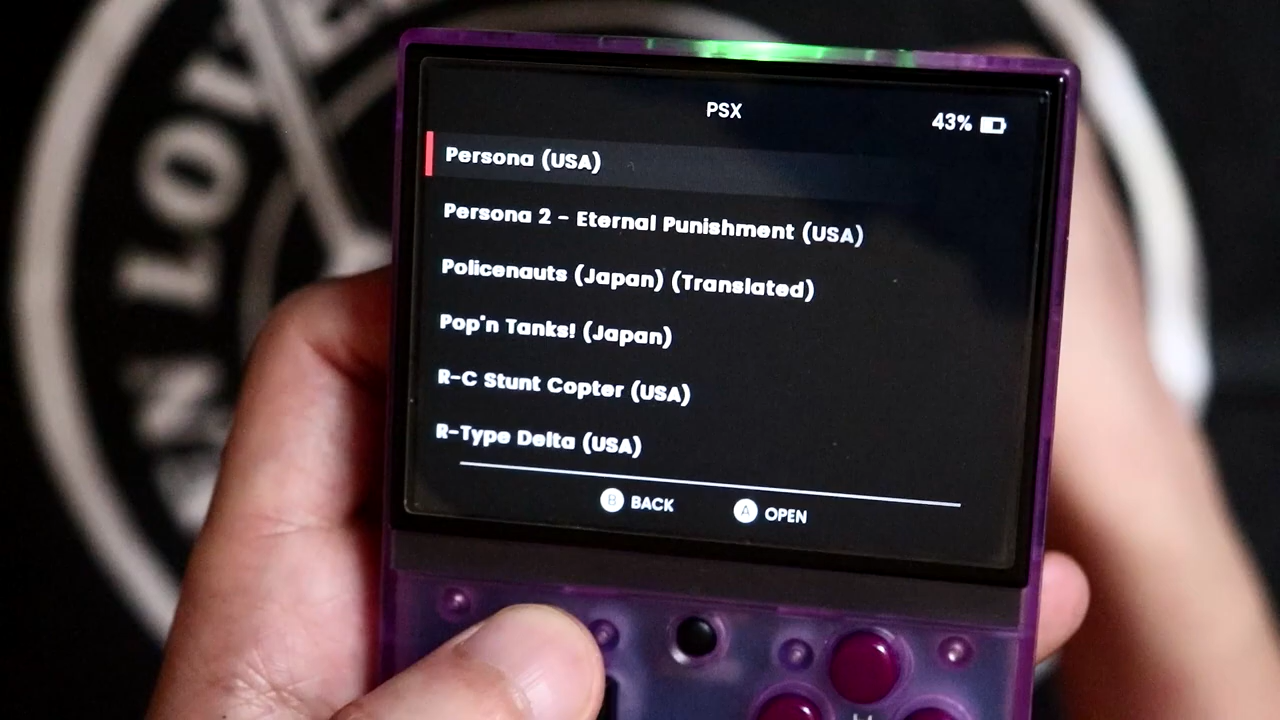 PSX
43%
Persona (USA)
Persona 2 - Eternal Punishment (USA)
Policenauts (Japan) (Translated)
Pop'n Tanks! (Japan)
R-C Stunt Copter (USA)
R-Type Delta (USA)
B BACK
A OPEN